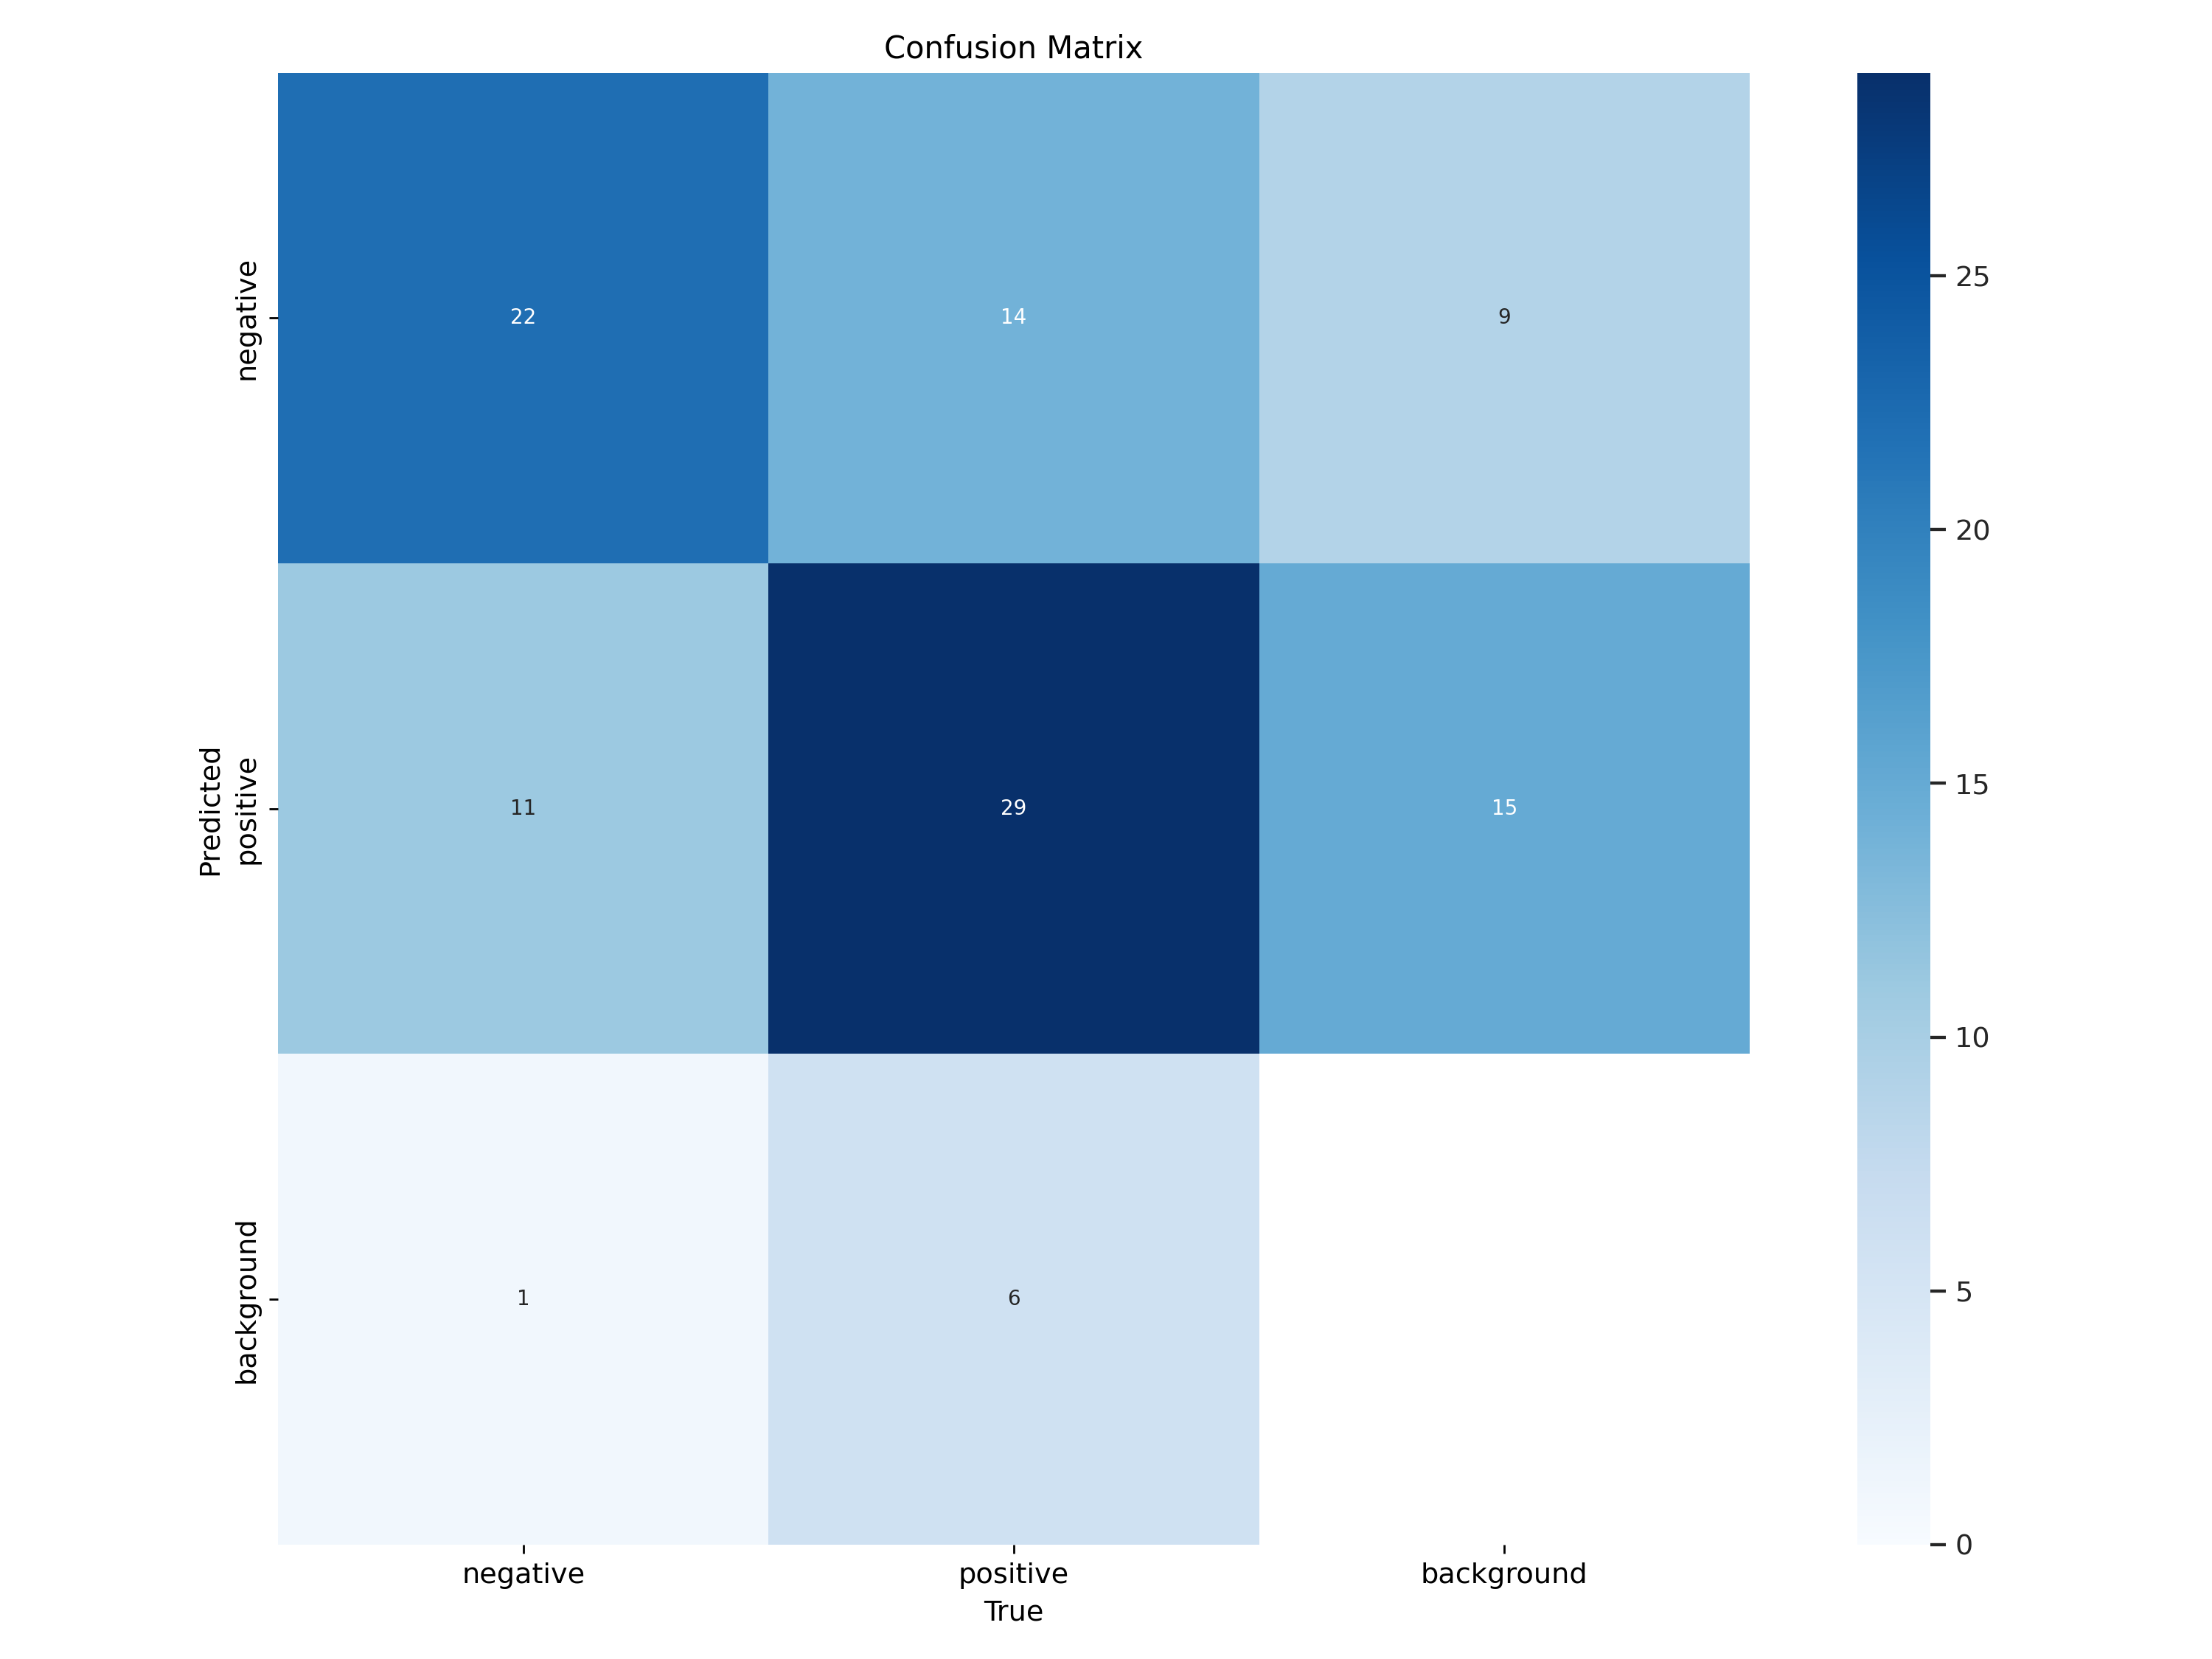 Confusion Matrix
negative
22
14
9
25
20
Predicted
positive
11
29
15
15
10
background
1
6
5
0
negative
positive
background
True